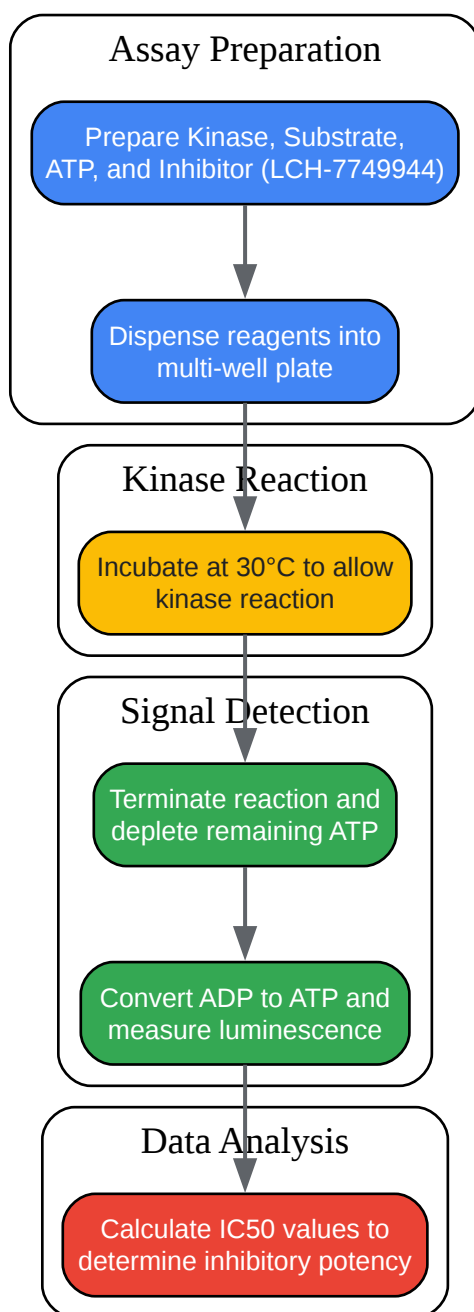 Assay Preparation
Prepare Kinase, Substrate,
ATP, and Inhibitor (LCH-7749944)
Dispense reagents into
multi-well plate
Kinase Reaction
Incubate at 30°C to allow
kinase reaction
Signal Detection
Terminate reaction and
deplete remaining ATP
Convert ADP to ATP and
measure luminescence
Data Analysis
Calculate IC50 values to
determine inhibitory potency